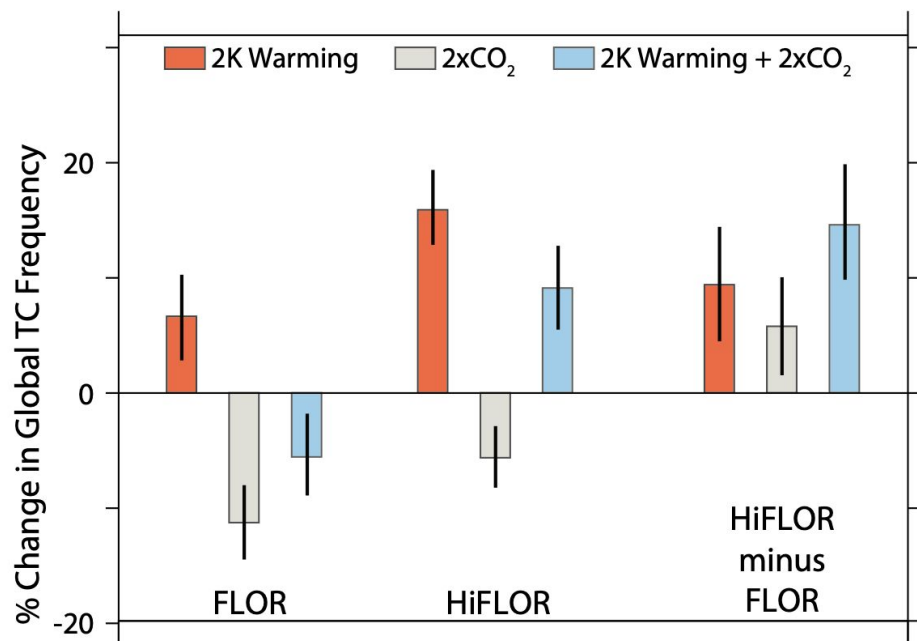 2K Warming 2xCO₂ 2K Warming + 2xCO₂
% Change in Global TC Frequency
20
0
-20
FLOR
HiFLOR
HiFLOR
minus
FLOR